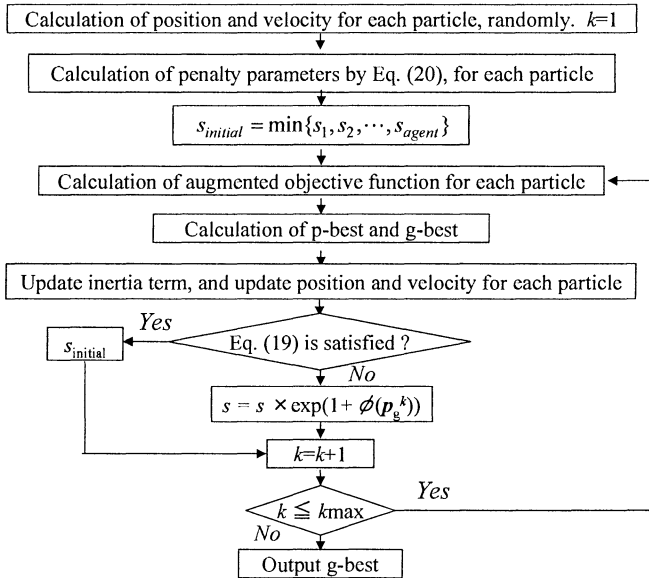 Calculation of position and velocity for each particle, randomly. k=1
Calculation of penalty parameters by Eq. (20), for each particle
s_initial = min{s_1, s_2, ⋯, s_agent}
Calculation of augmented objective function for each particle
Calculation of p-best and g-best
Update inertia term, and update position and velocity for each particle
Yes
Eq. (19) is satisfied ?
s_initial
No
s = s × exp(1+ ϕ(p_g^k))
k=k+1
k ≦ kmax
Yes
No
Output g-best